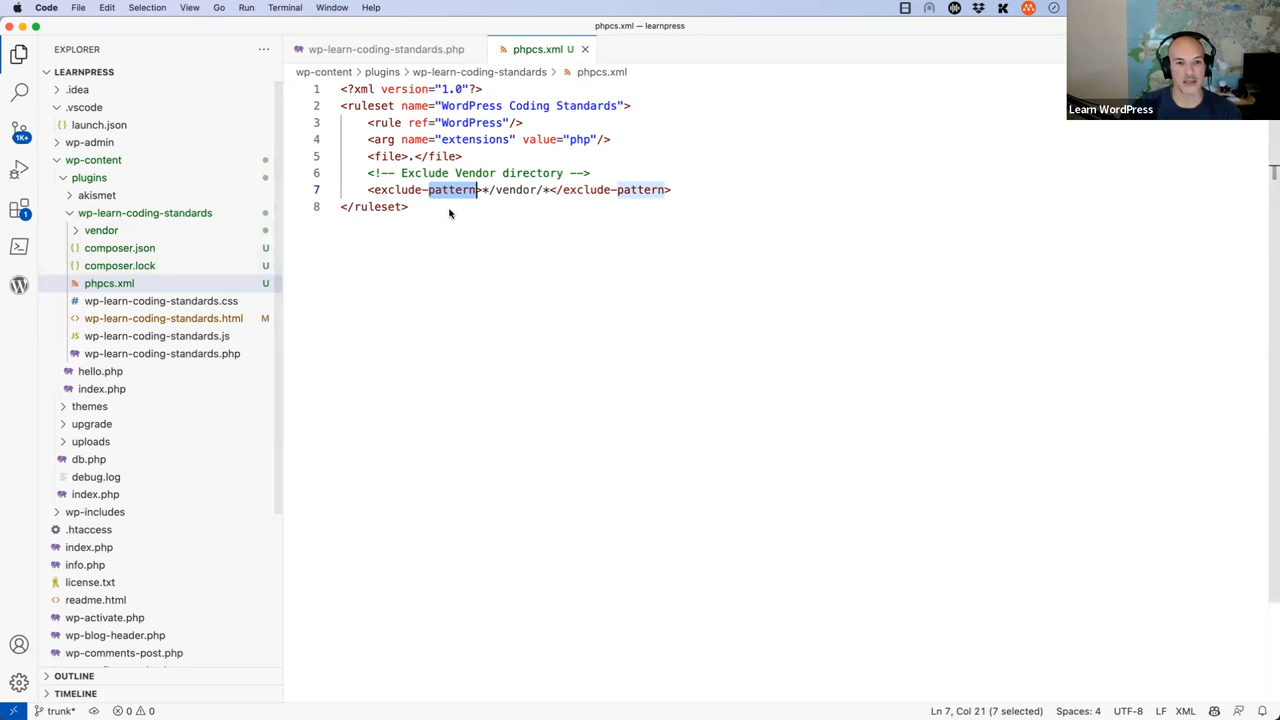 Code File Edit Selection View Go Run Terminal Window Help
phpcs.xml — learnpress
EXPLORER
wp-learn-coding-standards.php
phpcs.xml U
LEARNPRESS
wp-content > plugins > wp-learn-coding-standards > phpcs.xml
.idea
.vscode
launch.json
wp-admin
wp-content
plugins
akismet
wp-learn-coding-standards
vendor
composer.json U
composer.lock U
phpcs.xml U
wp-learn-coding-standards.css
wp-learn-coding-standards.html M
wp-learn-coding-standards.js
wp-learn-coding-standards.php
hello.php
index.php
themes
upgrade
uploads
db.php
debug.log
index.php
wp-includes
.htaccess
index.php
info.php
license.txt
readme.html
wp-activate.php
wp-blog-header.php
wp-comments-post.php
OUTLINE
TIMELINE
1K+
1
1 <?xml version="1.0"?>
2 <ruleset name="WordPress Coding Standards">
3 <rule ref="WordPress"/>
4 <arg name="extensions" value="php"/>
5 <file>.</file>
6 <!-- Exclude Vendor directory -->
7 <exclude-pattern>*/vendor/*</exclude-pattern>
8 </ruleset>
Learn WordPress
trunk* 0 0
Ln 7, Col 21 (7 selected) Spaces: 4 UTF-8 LF XML